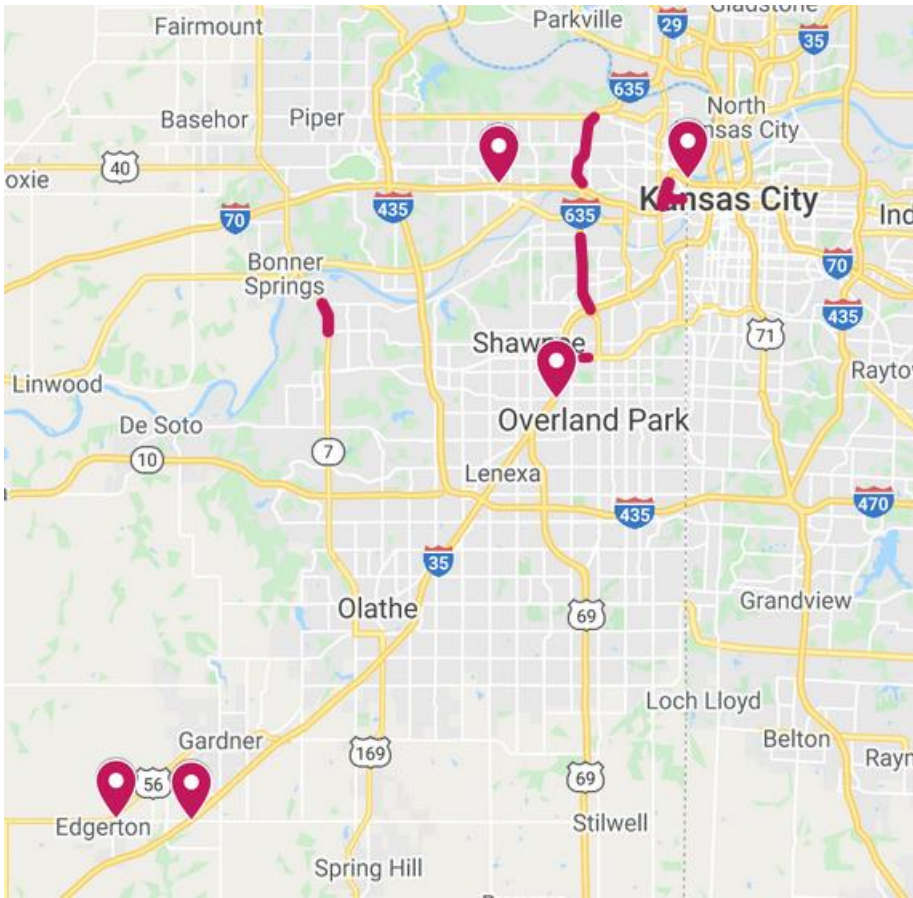 Gladstone
Parkville
Fairmount
29
35
635
North
Kansas City
Basehor
Piper
40
oxie
435
70
635
Kansas City
Ind
Bonner
Springs
70
435
Shawnee
71
Linwood
Rayto
De Soto
Overland Park
7
10
Lenexa
435
470
35
Olathe
69
Grandview
Loch Lloyd
Gardner
169
Belton
Raym
56
69
Edgerton
Stilwell
Spring Hill